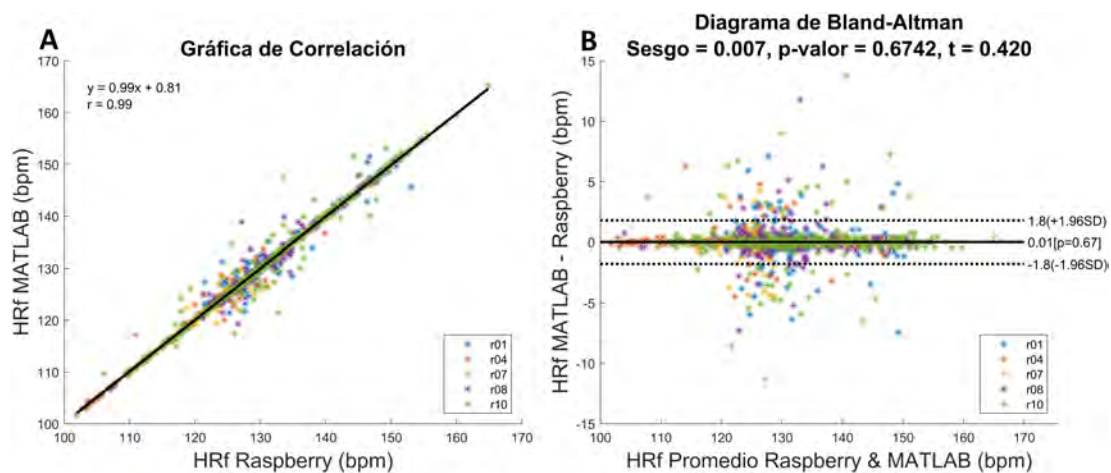 A
Gráfica de Correlación
y = 0.99x + 0.81
r = 0.99
HRf MATLAB (bpm)
170
160
150
140
130
120
110
100
100 110 120 130 140 150 160 170
HRf Raspberry (bpm)
r01
r04
r07
r08
r10
B
Diagrama de Bland-Altman
Sesgo = 0.007, p-valor = 0.6742, t = 0.420
HRf MATLAB - Raspberry (bpm)
15
10
5
0
-5
-10
-15
1.8(+1.96SD)
0.01[p=0.67]
-1.8(-1.96SD)
r01
r04
r07
r08
r10
100 110 120 130 140 150 160 170
HRf Promedio Raspberry & MATLAB (bpm)